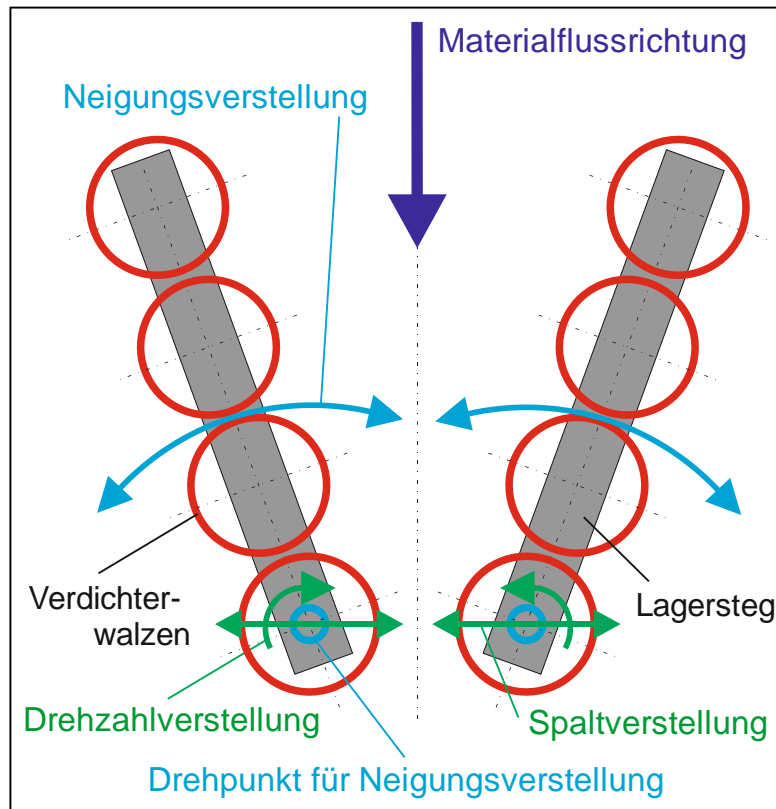 Materialflussrichtung
Neigungsverstellung
Verdichter-
walzen
Lagersteg
Drehzahlverstellung
Spaltverstellung
Drehpunkt für Neigungsverstellung